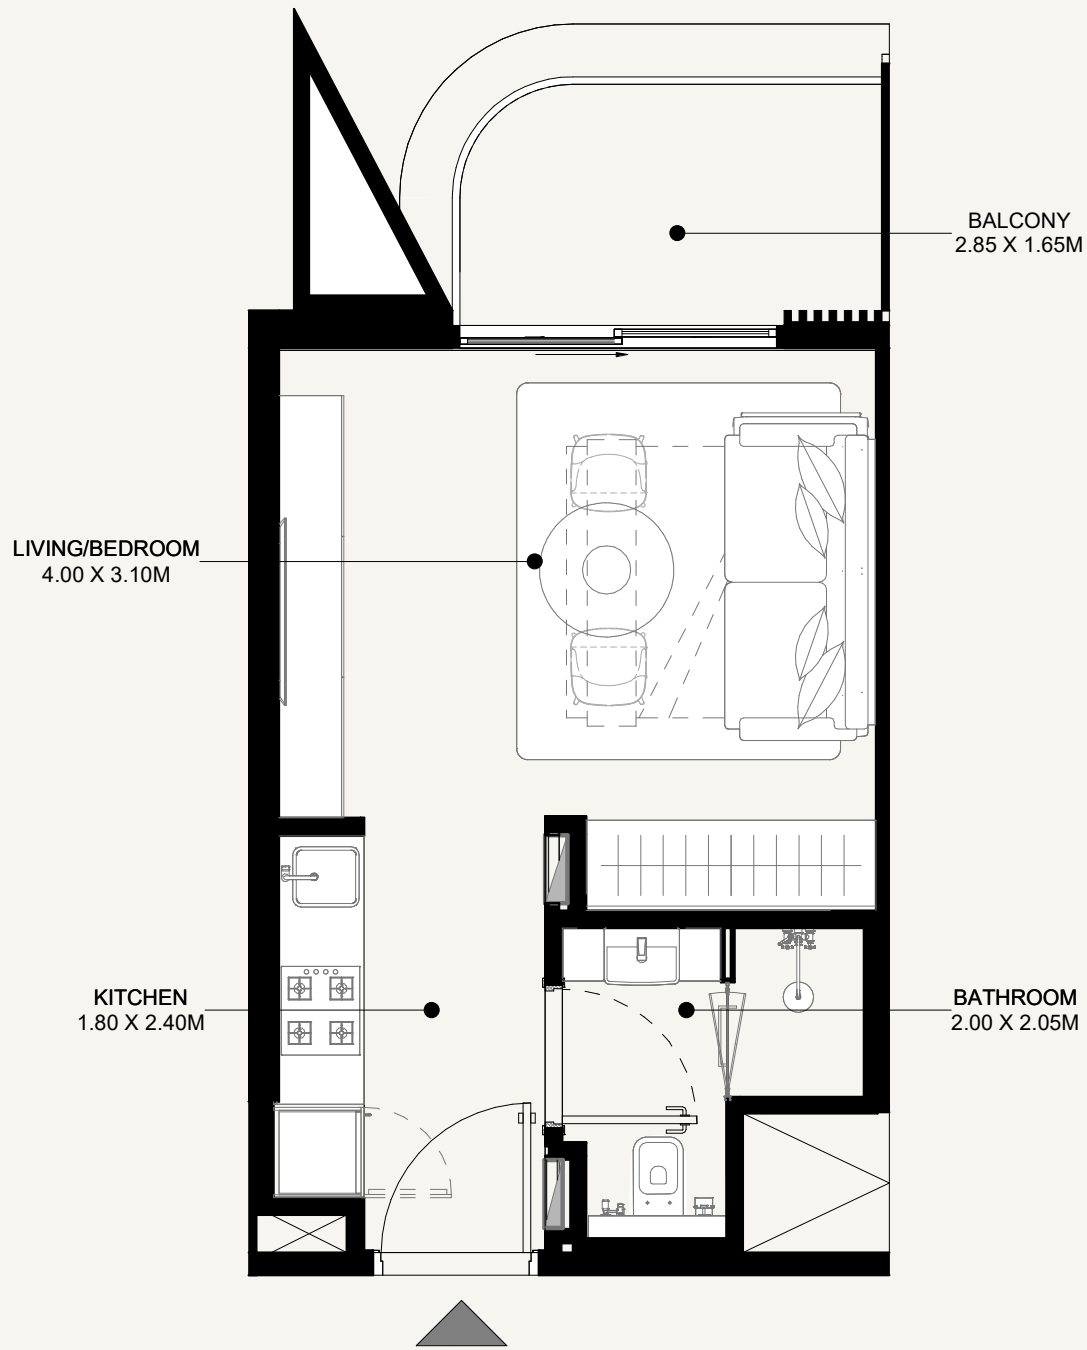 BALCONY
2.85 X 1.65M
LIVING/BEDROOM
4.00 X 3.10M
KITCHEN
1.80 X 2.40M
BATHROOM
2.00 X 2.05M